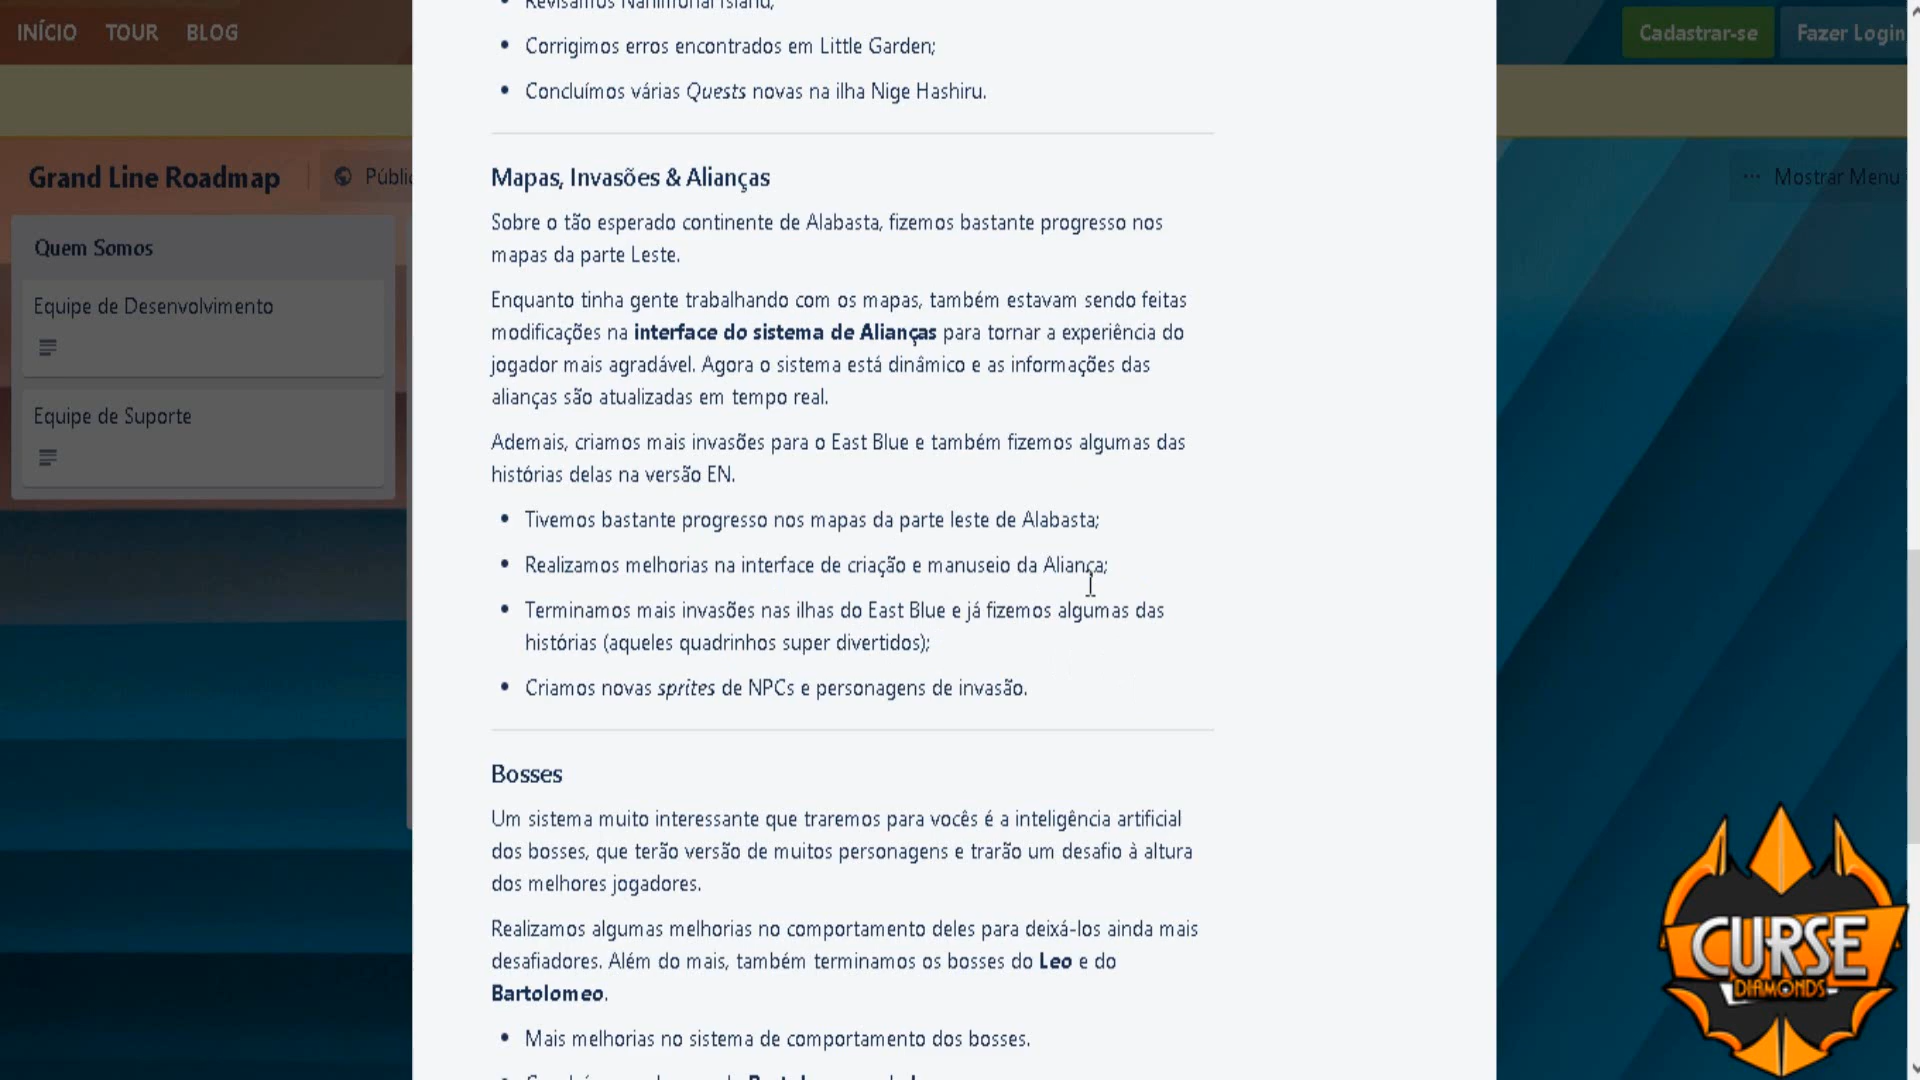 INÍCIO TOUR BLOG
Cadastrar-se
Fazer Login
Grand Line Roadmap
Mostrar Menu
Quem Somos
Equipe de Desenvolvimento
Equipe de Suporte
Revisamos Nanimonai Island;
Corrigimos erros encontrados em Little Garden;
Concluímos várias Quests novas na ilha Nige Hashiru.
Mapas, Invasões & Alianças
Sobre o tão esperado continente de Alabasta, fizemos bastante progresso nos
mapas da parte Leste.
Enquanto tinha gente trabalhando com os mapas, também estavam sendo feitas
modificações na interface do sistema de Alianças para tornar a experiência do
jogador mais agradável. Agora o sistema está dinâmico e as informações das
alianças são atualizadas em tempo real.
Ademais, criamos mais invasões para o East Blue e também fizemos algumas das
histórias delas na versão EN.
Tivemos bastante progresso nos mapas da parte leste de Alabasta;
Realizamos melhorias na interface de criação e manuseio da Aliança;
Terminamos mais invasões nas ilhas do East Blue e já fizemos algumas das
histórias (aqueles quadrinhos super divertidos);
Criamos novas sprites de NPCs e personagens de invasão.
Bosses
Um sistema muito interessante que traremos para vocês é a inteligência artificial
dos bosses, que terão versão de muitos personagens e trarão um desafio à altura
dos melhores jogadores.
Realizamos algumas melhorias no comportamento deles para deixá-los ainda mais
desafiadores. Além do mais, também terminamos os bosses do Leo e do
Bartolomeo.
Mais melhorias no sistema de comportamento dos bosses.
CURSE
DIAMONDS